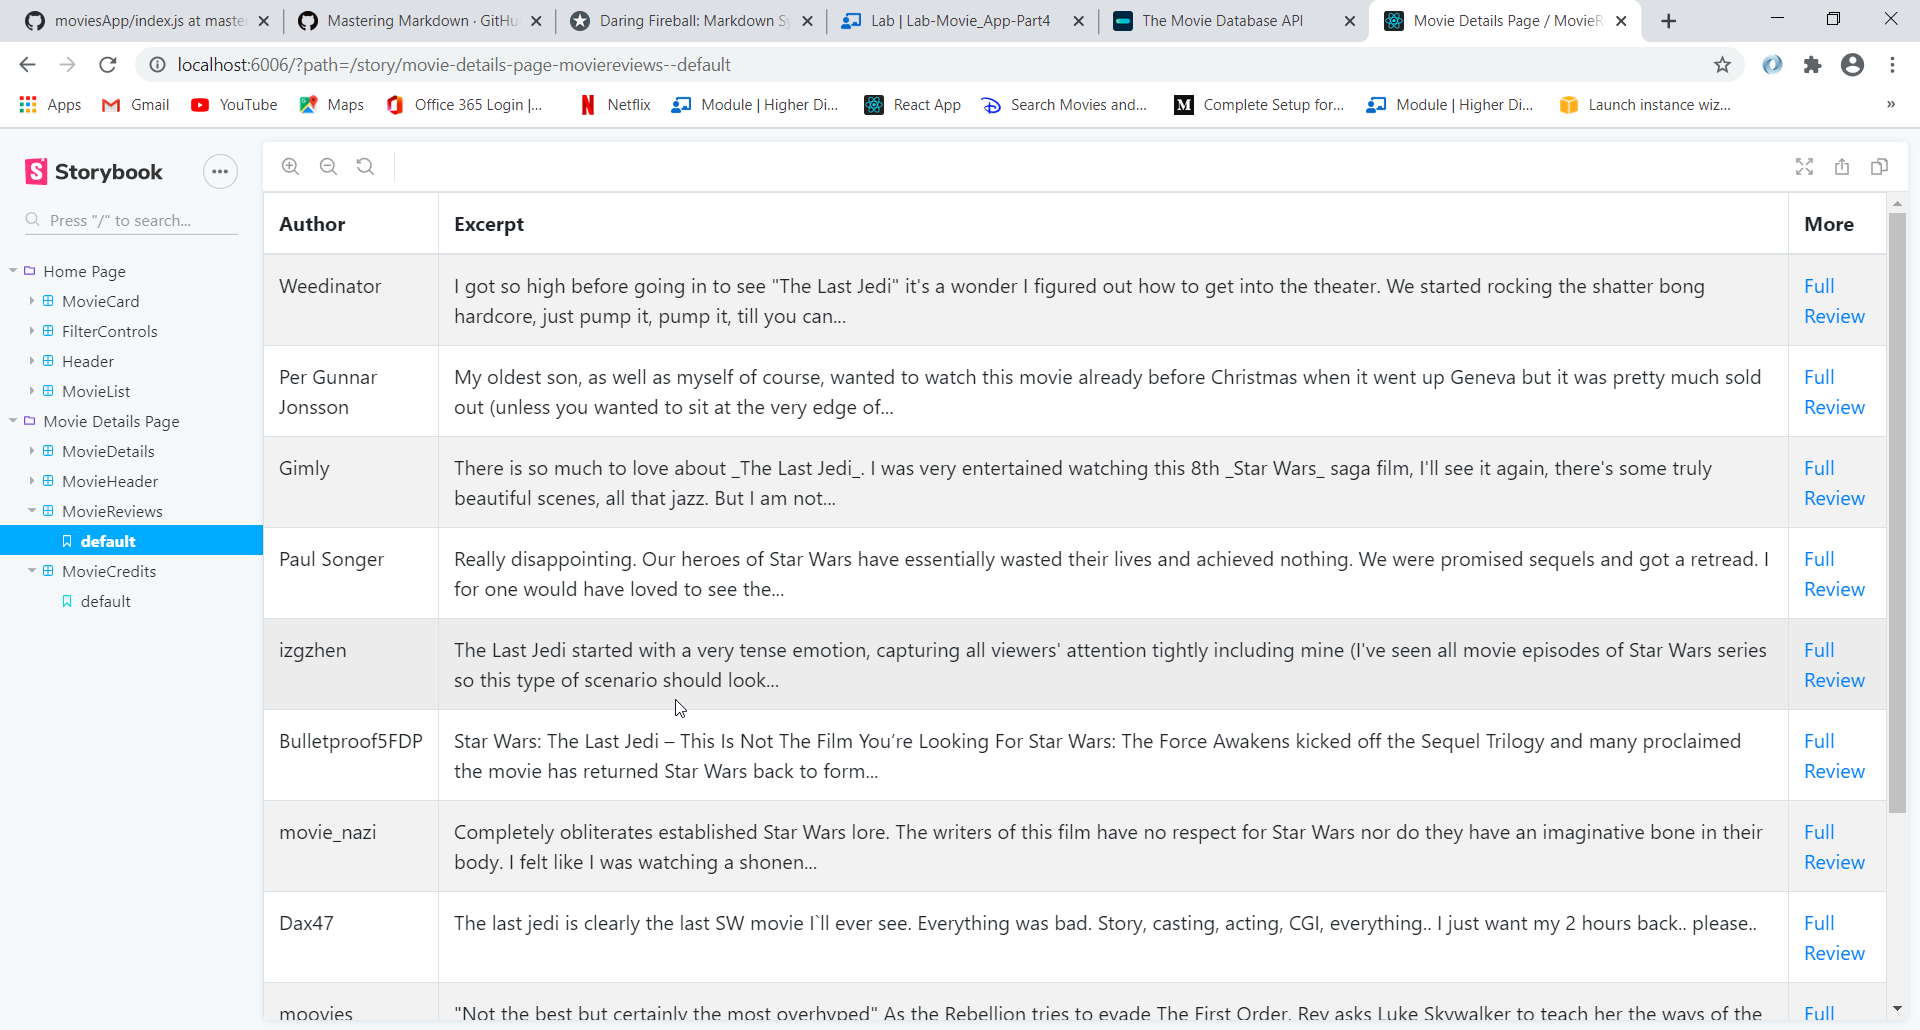 moviesApp/index.js at maste
Mastering Markdown · GitHu
Daring Fireball: Markdown Sy
Lab | Lab-Movie_App-Part4
The Movie Database API
Movie Details Page / MovieR
localhost:6006/?path=/story/movie-details-page-moviereviews--default
Apps
Gmail
YouTube
Maps
Office 365 Login |...
Netflix
Module | Higher Di...
React App
Search Movies and...
Complete Setup for...
Module | Higher Di...
Launch instance wiz...
»
Storybook
Press "/" to search...
Home Page
MovieCard
FilterControls
Header
MovieList
Movie Details Page
MovieDetails
MovieHeader
MovieReviews
default
MovieCredits
default
Author
Excerpt
More
Weedinator
I got so high before going in to see "The Last Jedi" it's a wonder I figured out how to get into the theater. We started rocking the shatter bong
hardcore, just pump it, pump it, till you can...
Full
Review
Per Gunnar
Jonsson
My oldest son, as well as myself of course, wanted to watch this movie already before Christmas when it went up Geneva but it was pretty much sold
out (unless you wanted to sit at the very edge of...
Full
Review
Gimly
There is so much to love about _The Last Jedi_. I was very entertained watching this 8th _Star Wars_ saga film, I'll see it again, there's some truly
beautiful scenes, all that jazz. But I am not...
Full
Review
Paul Songer
Really disappointing. Our heroes of Star Wars have essentially wasted their lives and achieved nothing. We were promised sequels and got a retread. I
for one would have loved to see the...
Full
Review
izgzhen
The Last Jedi started with a very tense emotion, capturing all viewers' attention tightly including mine (I've seen all movie episodes of Star Wars series
so this type of scenario should look...
Full
Review
Bulletproof5FDP
Star Wars: The Last Jedi – This Is Not The Film You’re Looking For Star Wars: The Force Awakens kicked off the Sequel Trilogy and many proclaimed
the movie has returned Star Wars back to form...
Full
Review
movie_nazi
Completely obliterates established Star Wars lore. The writers of this film have no respect for Star Wars nor do they have an imaginative bone in their
body. I felt like I was watching a shonen...
Full
Review
Dax47
The last jedi is clearly the last SW movie I`ll ever see. Everything was bad. Story, casting, acting, CGI, everything.. I just want my 2 hours back.. please..
Full
Review
moovies
"Not the best but certainly the most overhyped" As the Rebellion tries to evade The First Order, Rey asks Luke Skywalker to teach her the ways of the
Full